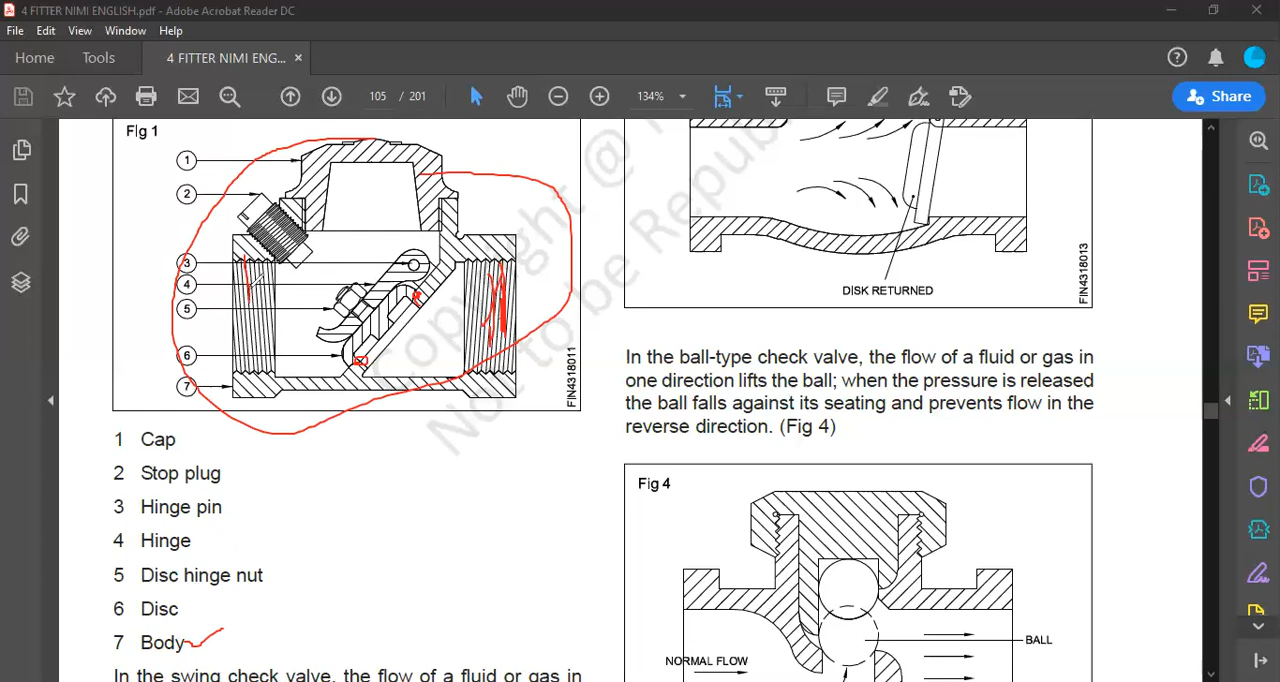 4 FITTER NIMI ENGLISH.pdf - Adobe Acrobat Reader DC
File Edit View Window Help
Home Tools 4 FITTER NIMI ENG... ×
105 / 201 134% Share
Fig 1
1
2
3
4
5
6
7
FIN4318011
1 Cap
2 Stop plug
3 Hinge pin
4 Hinge
5 Disc hinge nut
6 Disc
7 Body
In the swing check valve, the flow of a fluid or gas in
DISK RETURNED
FIN4318013
In the ball-type check valve, the flow of a fluid or gas in
one direction lifts the ball; when the pressure is released
the ball falls against its seating and prevents flow in the
reverse direction. (Fig 4)
Fig 4
BALL
NORMAL FLOW
Copyright @
Not to be Republ